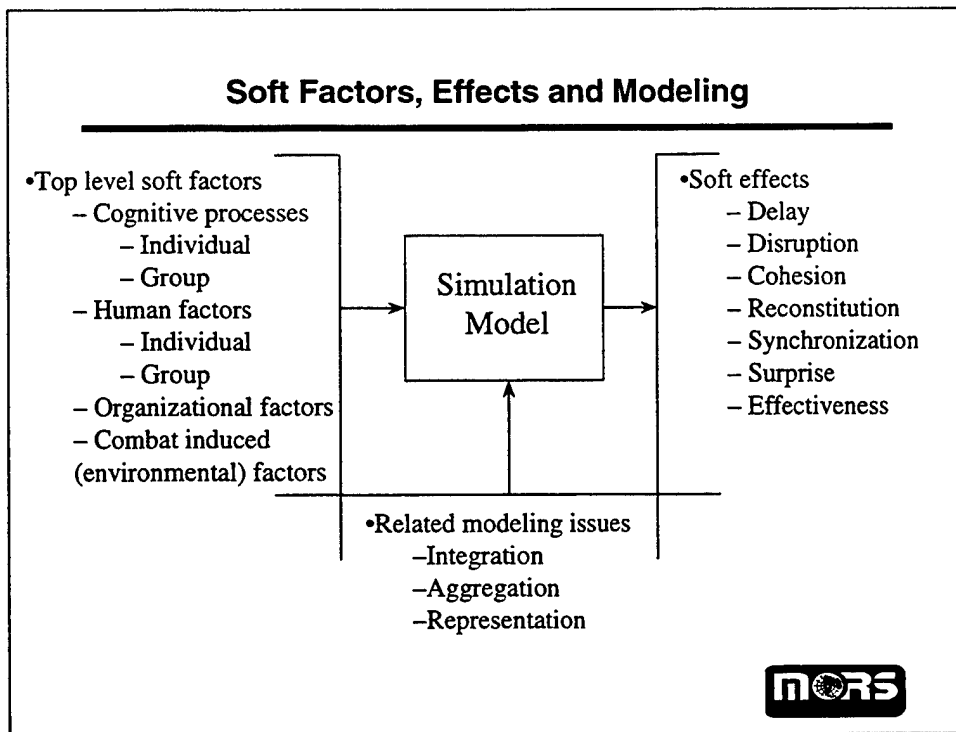 Soft Factors, Effects and Modeling
•Top level soft factors
– Cognitive processes
– Individual
– Group
– Human factors
– Individual
– Group
– Organizational factors
– Combat induced
(environmental) factors
Simulation
Model
•Soft effects
– Delay
– Disruption
– Cohesion
– Reconstitution
– Synchronization
– Surprise
– Effectiveness
•Related modeling issues
–Integration
–Aggregation
–Representation
MORS